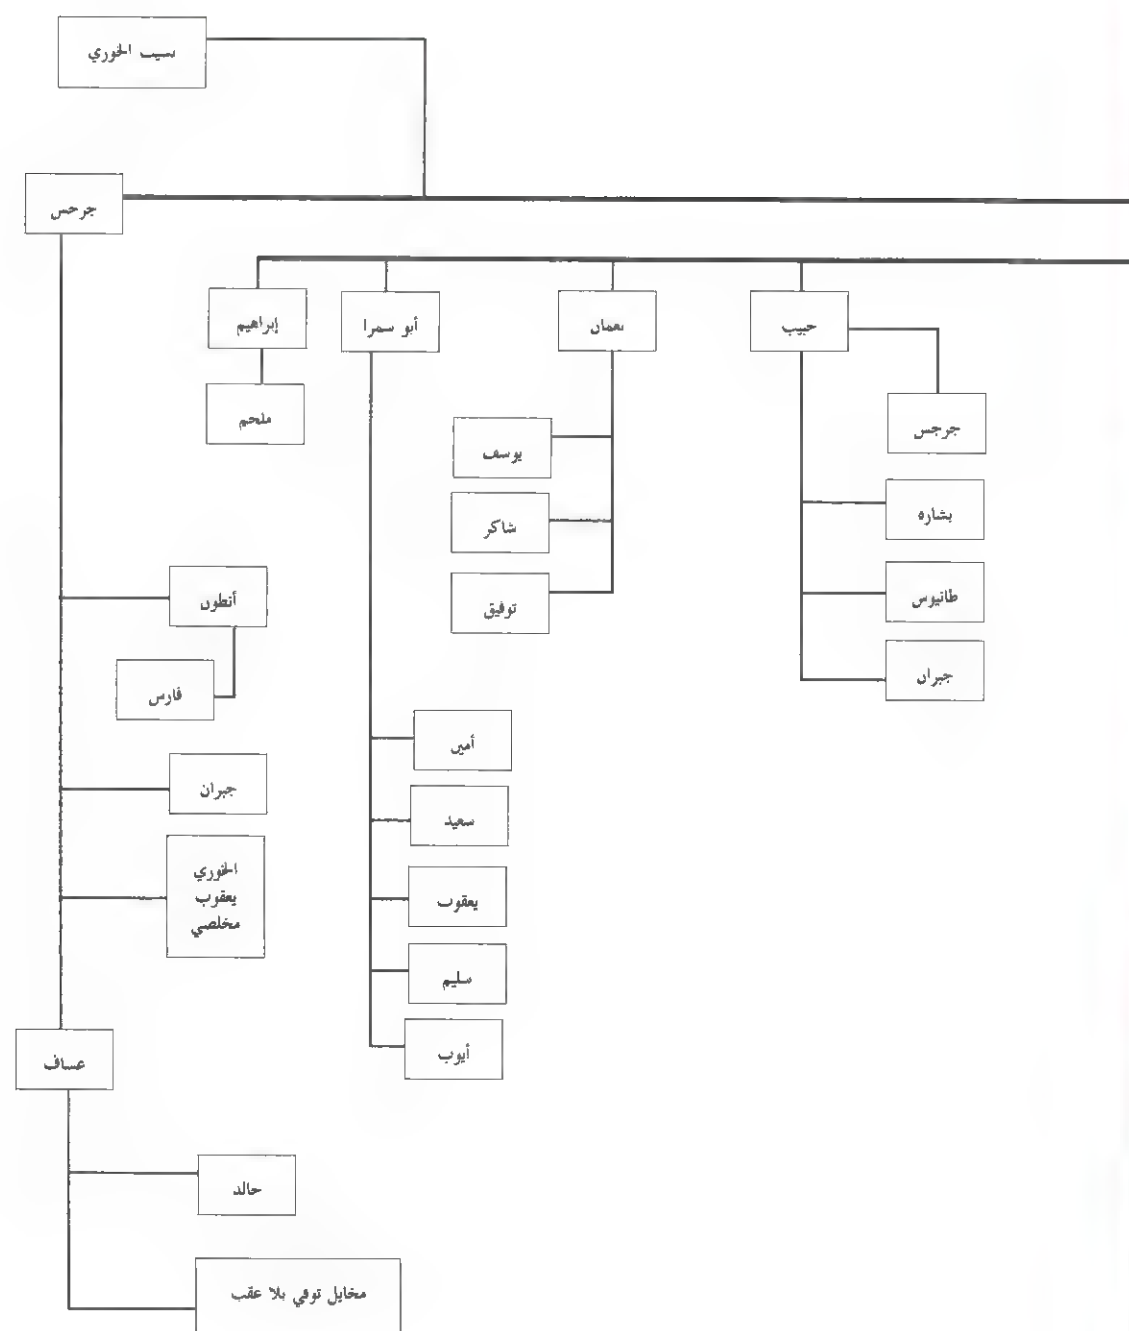 نسيب الخوري
جرجس
إبراهيم
أبو سمرا
نعمان
حبيب
ملحم
جرجس
يوسف
بشاره
شاكر
طانيوس
توفيق
أنطون
جبران
فارس
أمين
جبران
سعيد
الخوري
يعقوب
مخلصي
يعقوب
سليم
أيوب
عساف
خالد
مخايل توفي بلا عقب